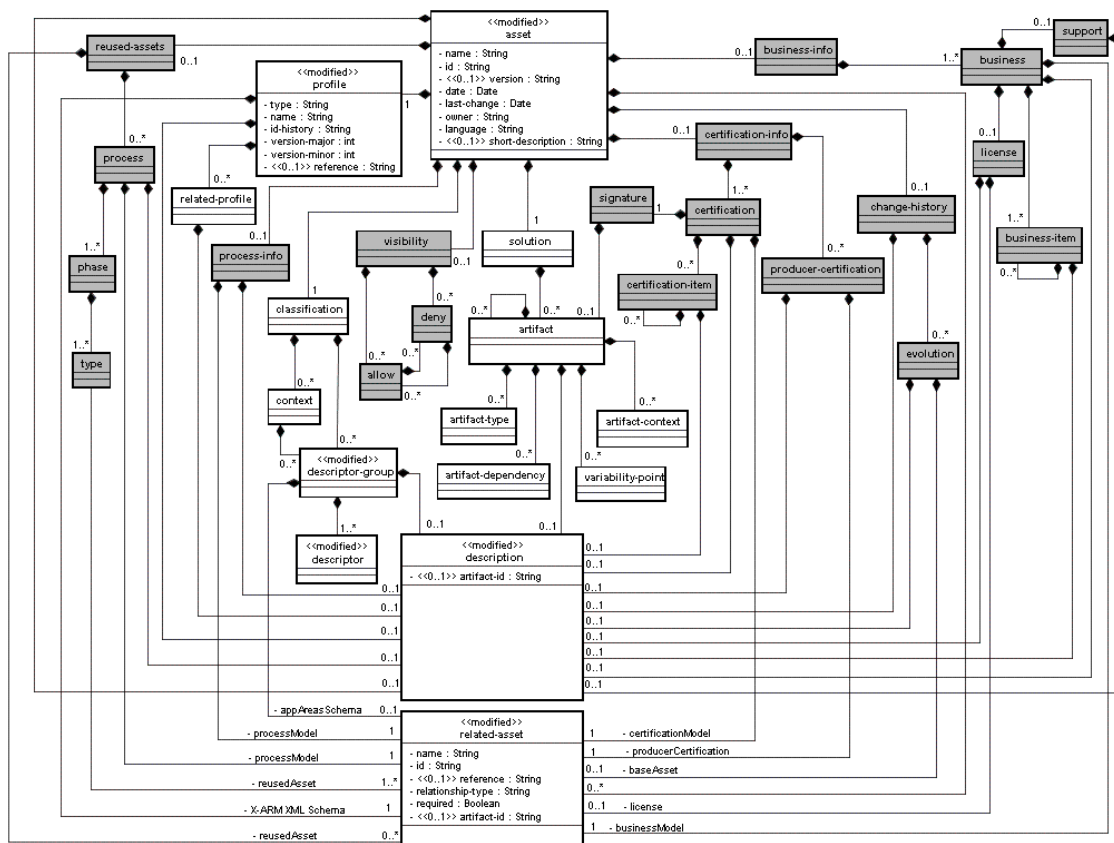 <<modified>>
asset
- name : String
- id : String
- <<0..1>> version : String
- date : Date
- last-change : Date
- owner : String
- language : String
- <<0..1>> short-description : String
reused-assets
0..1
<<modified>>
profile
- type : String
- name : String
- id-history : String
- version-major : int
- version-minor : int
- <<0..1>> reference : String
1
0..1
business-info
1..*
0..1
support
business
0..*
process
0..*
related-profile
0..1
certification-info
0..1
license
1..*
phase
0..1
process-info
visibility
0..1
1
solution
signature
1
1..*
certification
0..1
change-history
1..*
business-item
0..*
0..*
producer-certification
0..*
certification-item
0..*
1
classification
0..*
deny
0..*
0..*
0..1
artifact
1..*
type
0..*
allow
0..*
0..*
0..*
evolution
0..*
context
0..*
artifact-type
0..*
artifact-context
0..*
0..*
<<modified>>
descriptor-group
0..*
artifact-dependency
0..*
variability-point
1..*
<<modified>>
descriptor
0..1
0..1
<<modified>>
description
- <<0..1>> artifact-id : String
0..1
0..1
0..1
0..1
0..1
0..1
0..1
0..1
0..1
0..1
0..1
0..1
0..1
0..1
- appAreasSchema
0..1
- processModel
1
- processModel
1
- reusedAsset
1..*
- X-ARM XML Schema
1
- reusedAsset
0..*
<<modified>>
related-asset
- name : String
- id : String
- <<0..1>> reference : String
- relationship-type : String
- required : Boolean
- <<0..1>> artifact-id : String
1
- certificationModel
1
- producerCertification
0..1
- baseAsset
0..*
0..1
- license
1
- businessModel